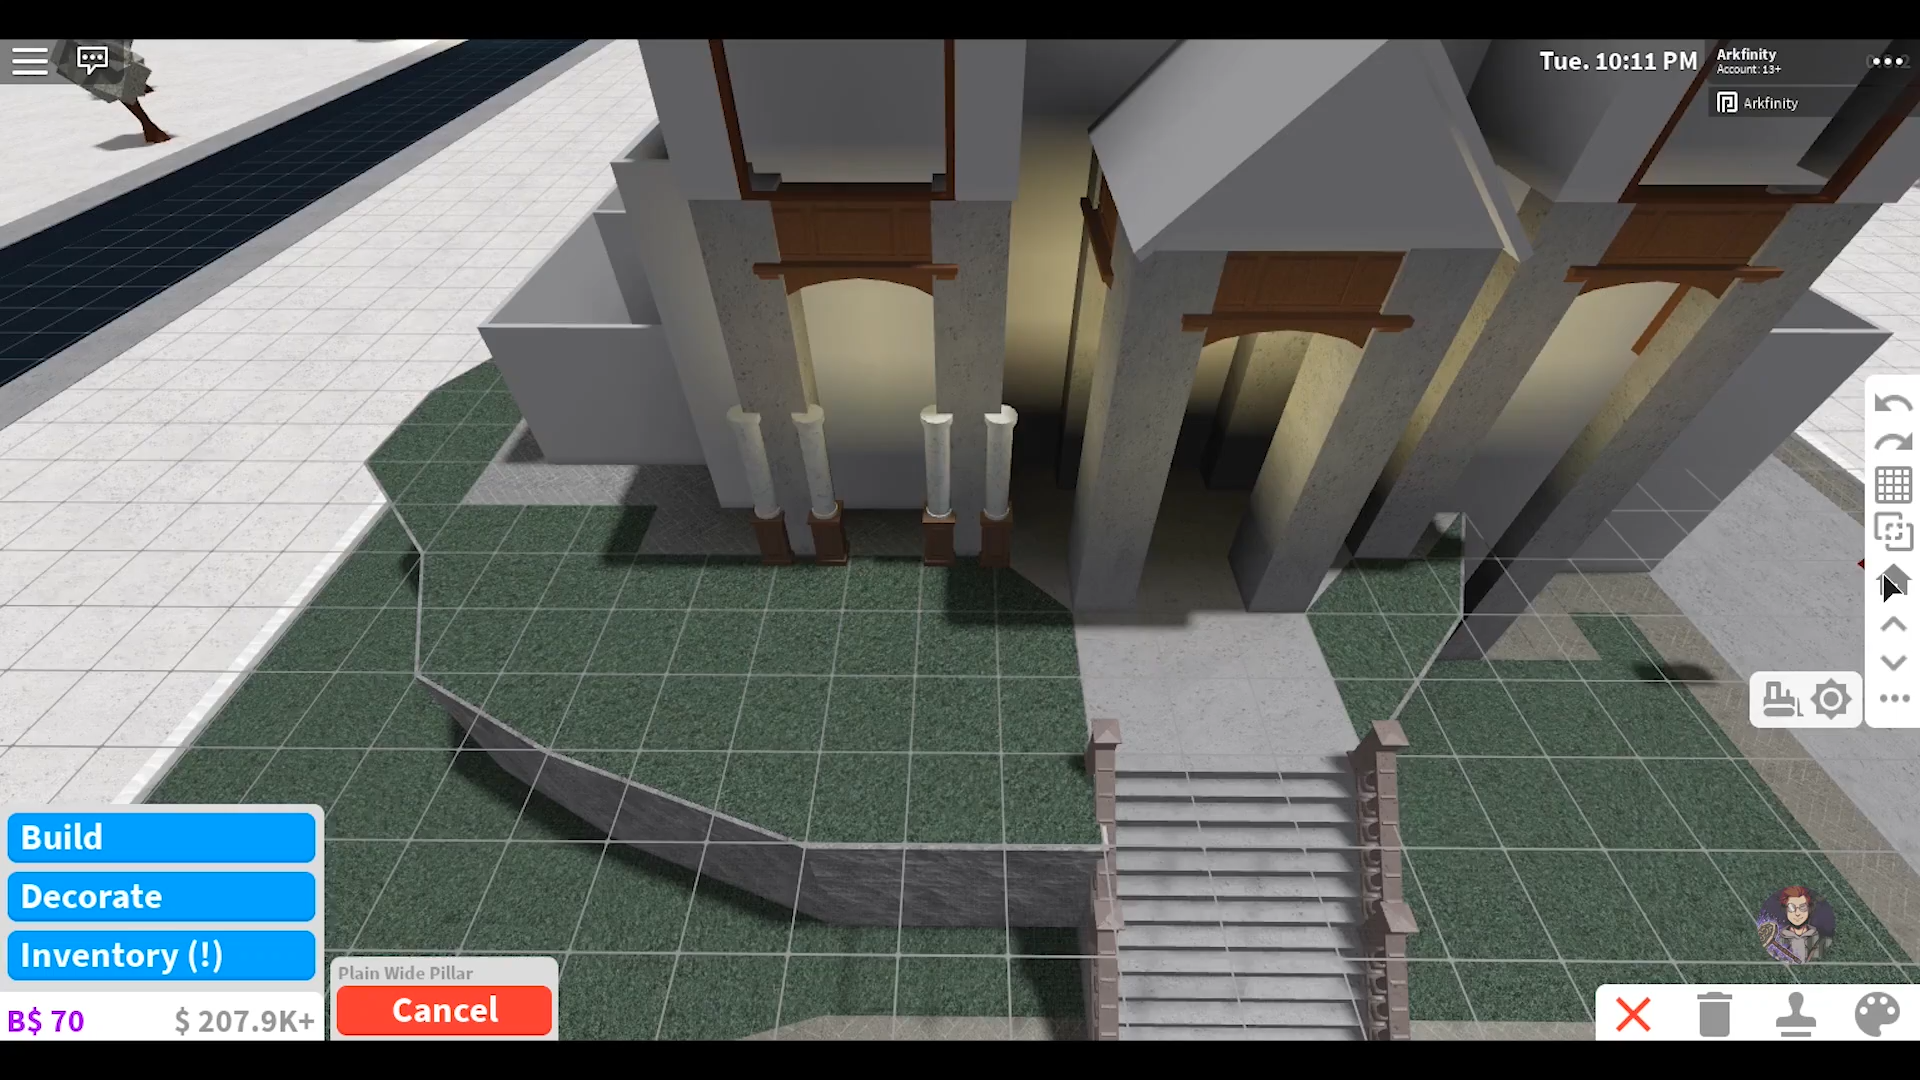 Tue. 10:11 PM
Arkfinity
Account: 13+
Arkfinity
Build
Decorate
Inventory (!)
B$ 70
$ 207.9K+
Plain Wide Pillar
Cancel